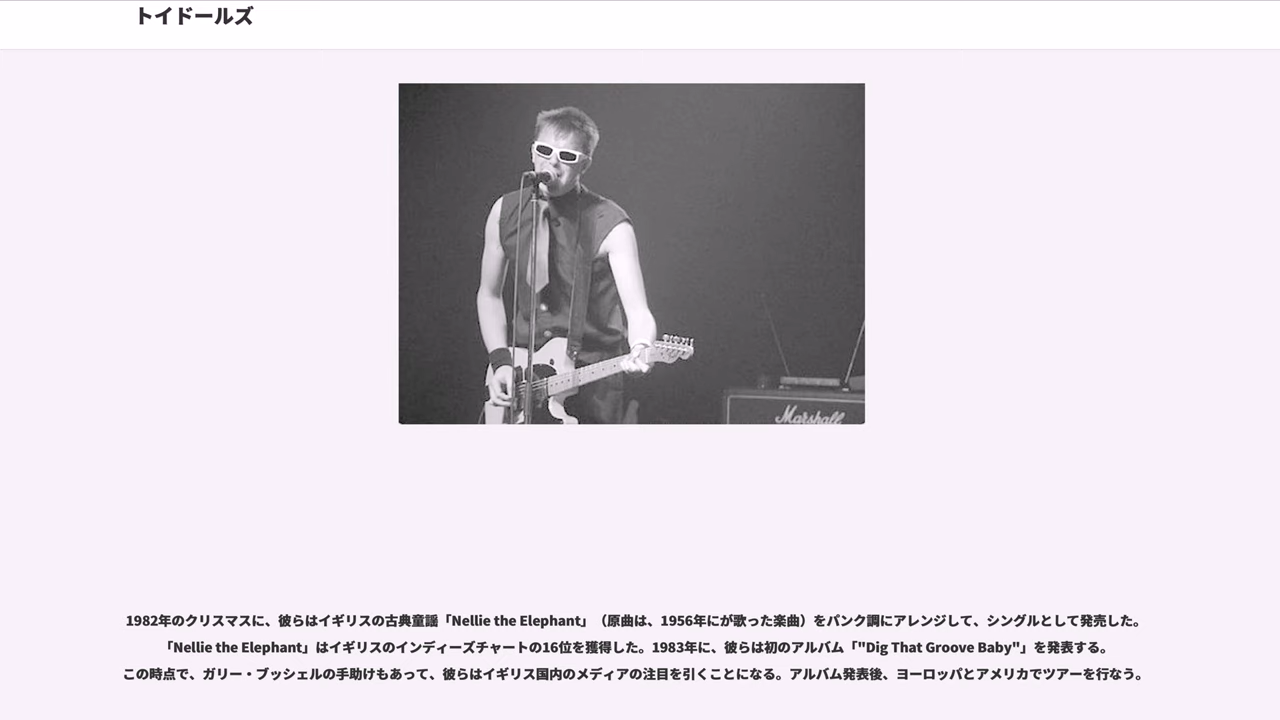 トイドールズ
Marshall
1982年のクリスマスに、彼らはイギリスの古典童謡「Nellie the Elephant」（原曲は、1956年にが歌った楽曲）をパンク調にアレンジして、シングルとして発売した。
「Nellie the Elephant」はイギリスのインディーズチャートの16位を獲得した。1983年に、彼らは初のアルバム「"Dig That Groove Baby"」を発表する。
この時点で、ガリー・ブッシェルの手助けもあって、彼らはイギリス国内のメディアの注目を引くことになる。アルバム発表後、ヨーロッパとアメリカでツアーを行なう。